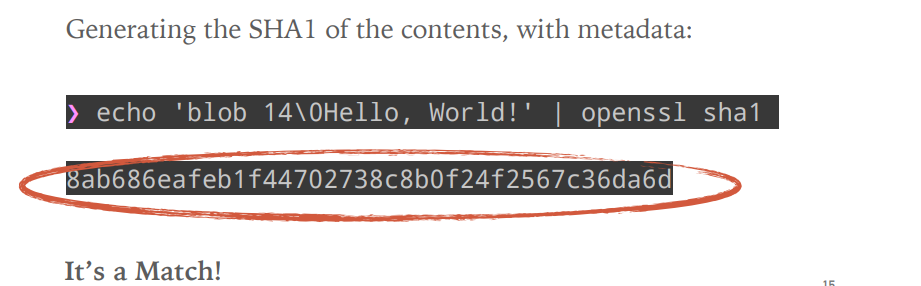 Generating the SHA1 of the contents, with metadata:
❯ echo 'blob 14\0Hello, World!' | openssl sha1
8ab686eafeb1f44702738c8b0f24f2567c36da6d
It’s a Match!
15